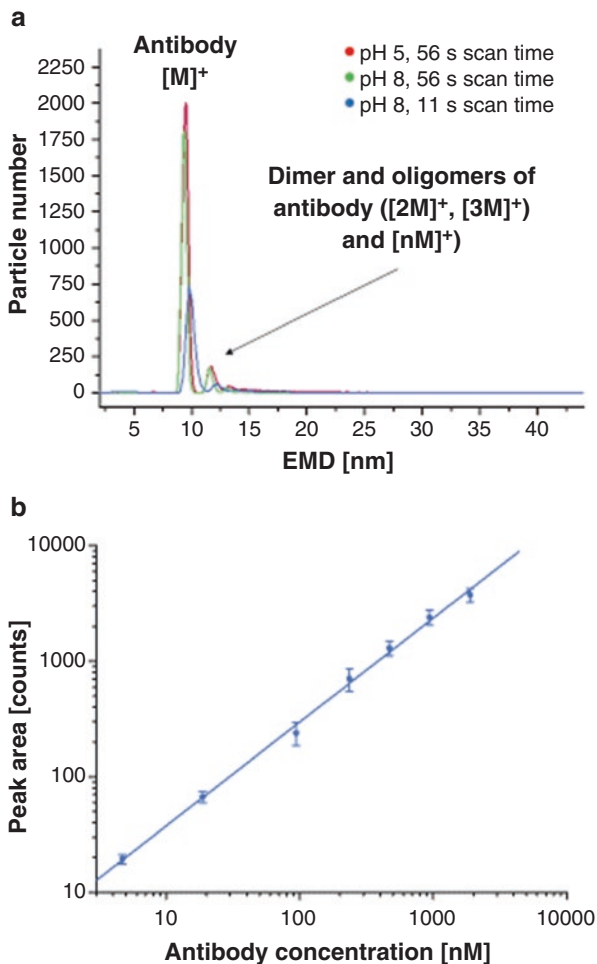 a
Antibody
[M]⁺
pH 5, 56 s scan time
pH 8, 56 s scan time
pH 8, 11 s scan time
Dimer and oligomers of
antibody ([2M]⁺, [3M]⁺)
and [nM]⁺)
Particle number
2250
2000
1750
1500
1250
1000
750
500
250
0
5 10 15 20 25 30 35 40
EMD [nm]
b
Peak area [counts]
10000
1000
100
10
10 100 1000 10000
Antibody concentration [nM]